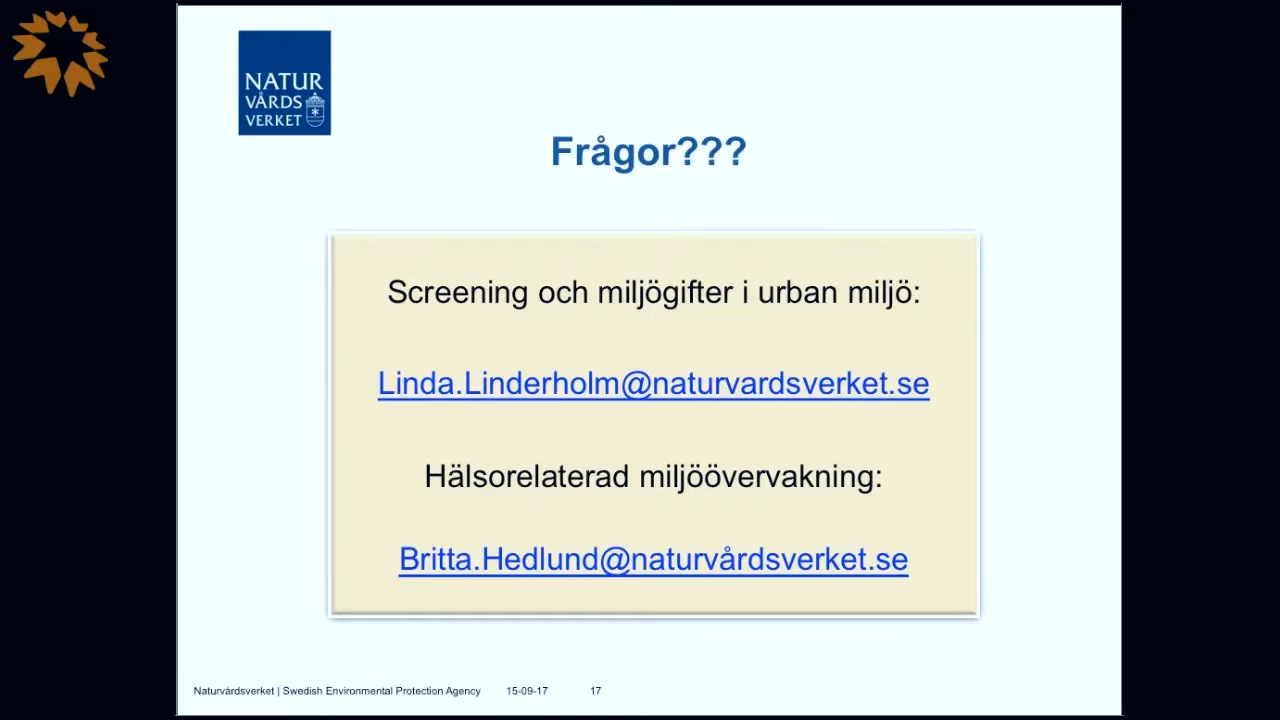 NATUR
VÅRDS
VERKET
Frågor???
Screening och miljögifter i urban miljö:
Linda.Linderholm@naturvardsverket.se
Hälsorelaterad miljöövervakning:
Britta.Hedlund@naturvårdsverket.se
Naturvårdsverket | Swedish Environmental Protection Agency 15-09-17 17